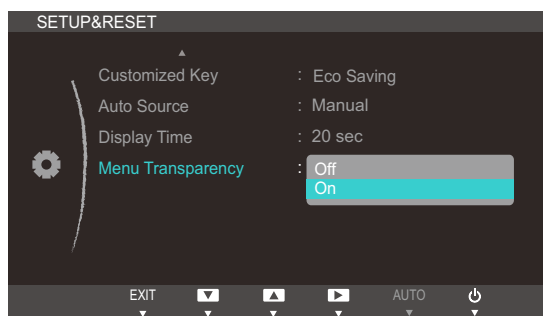 SETUP&RESET
Customized Key : Eco Saving
Auto Source : Manual
Display Time : 20 sec
Menu Transparency : Off
On
EXIT AUTO